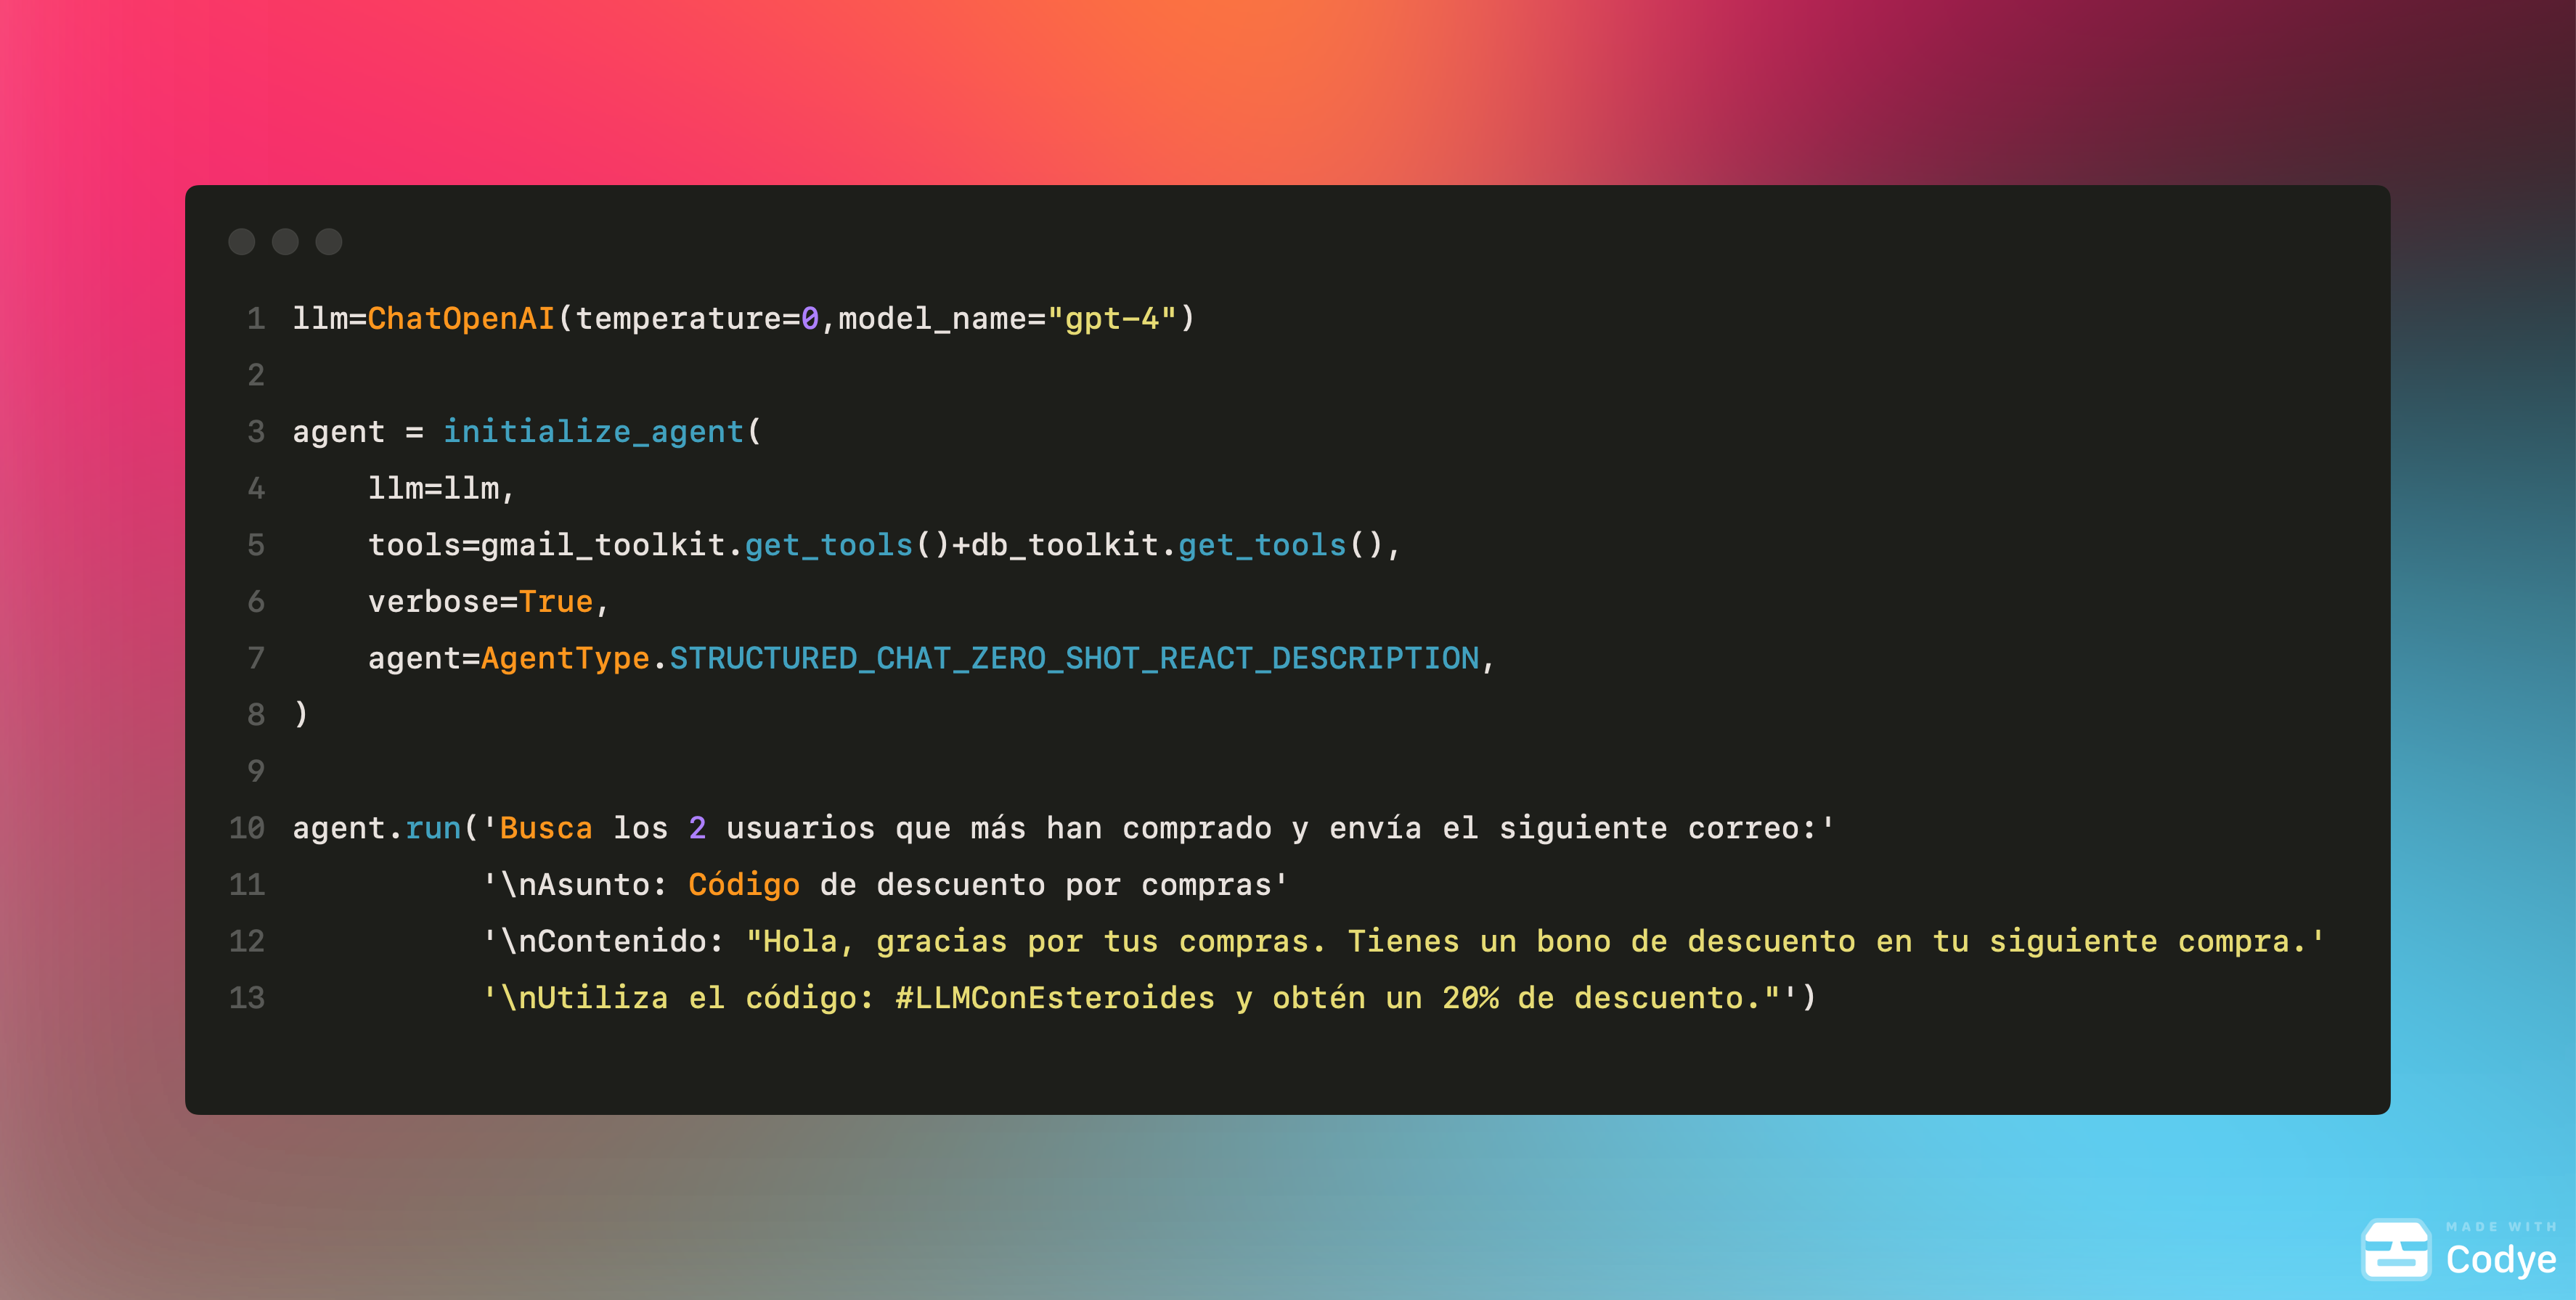 1 llm=ChatOpenAI(temperature=0,model_name="gpt-4")
2
3 agent = initialize_agent(
4     llm=llm,
5     tools=gmail_toolkit.get_tools()+db_toolkit.get_tools(),
6     verbose=True,
7     agent=AgentType.STRUCTURED_CHAT_ZERO_SHOT_REACT_DESCRIPTION,
8 )
9
10 agent.run('Busca los 2 usuarios que más han comprado y envía el siguiente correo:'
11           '\nAsunto: Código de descuento por compras'
12           '\nContenido: "Hola, gracias por tus compras. Tienes un bono de descuento en tu siguiente compra.'
13           '\nUtiliza el código: #LLMConEsteroides y obtén un 20% de descuento."')
MADE WITH
Codye